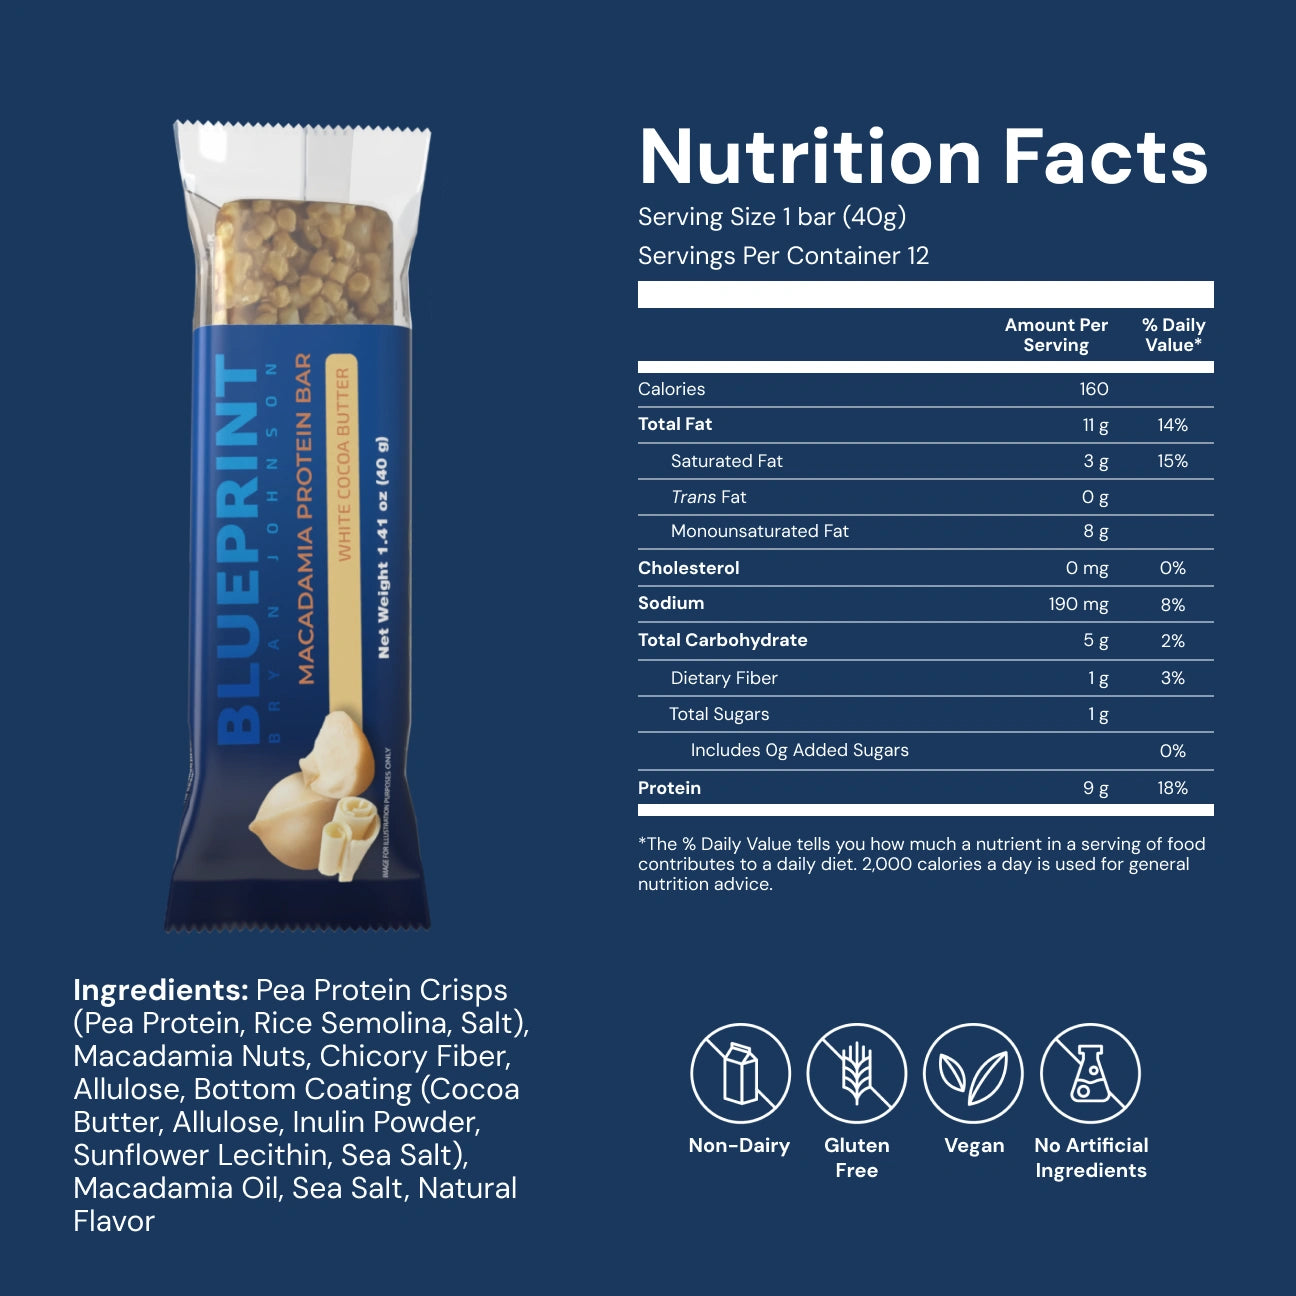 BLUEPRINT
BRYAN JOHNSON
MACADAMIA PROTEIN BAR
WHITE COCOA BUTTER
Net Weight 1.41 oz (40 g)
IMAGE FOR ILLUSTRATION PURPOSES ONLY
Nutrition Facts
Serving Size 1 bar (40g)
Servings Per Container 12
Amount Per Serving % Daily Value*
Calories 160
Total Fat 11 g 14%
Saturated Fat 3 g 15%
Trans Fat 0 g
Monounsaturated Fat 8 g
Cholesterol 0 mg 0%
Sodium 190 mg 8%
Total Carbohydrate 5 g 2%
Dietary Fiber 1 g 3%
Total Sugars 1 g
Includes 0g Added Sugars 0%
Protein 9 g 18%
*The % Daily Value tells you how much a nutrient in a serving of food
contributes to a daily diet. 2,000 calories a day is used for general
nutrition advice.
Ingredients: Pea Protein Crisps
(Pea Protein, Rice Semolina, Salt),
Macadamia Nuts, Chicory Fiber,
Allulose, Bottom Coating (Cocoa
Butter, Allulose, Inulin Powder,
Sunflower Lecithin, Sea Salt),
Macadamia Oil, Sea Salt, Natural
Flavor
Non-Dairy
Gluten
Free
Vegan
No Artificial
Ingredients